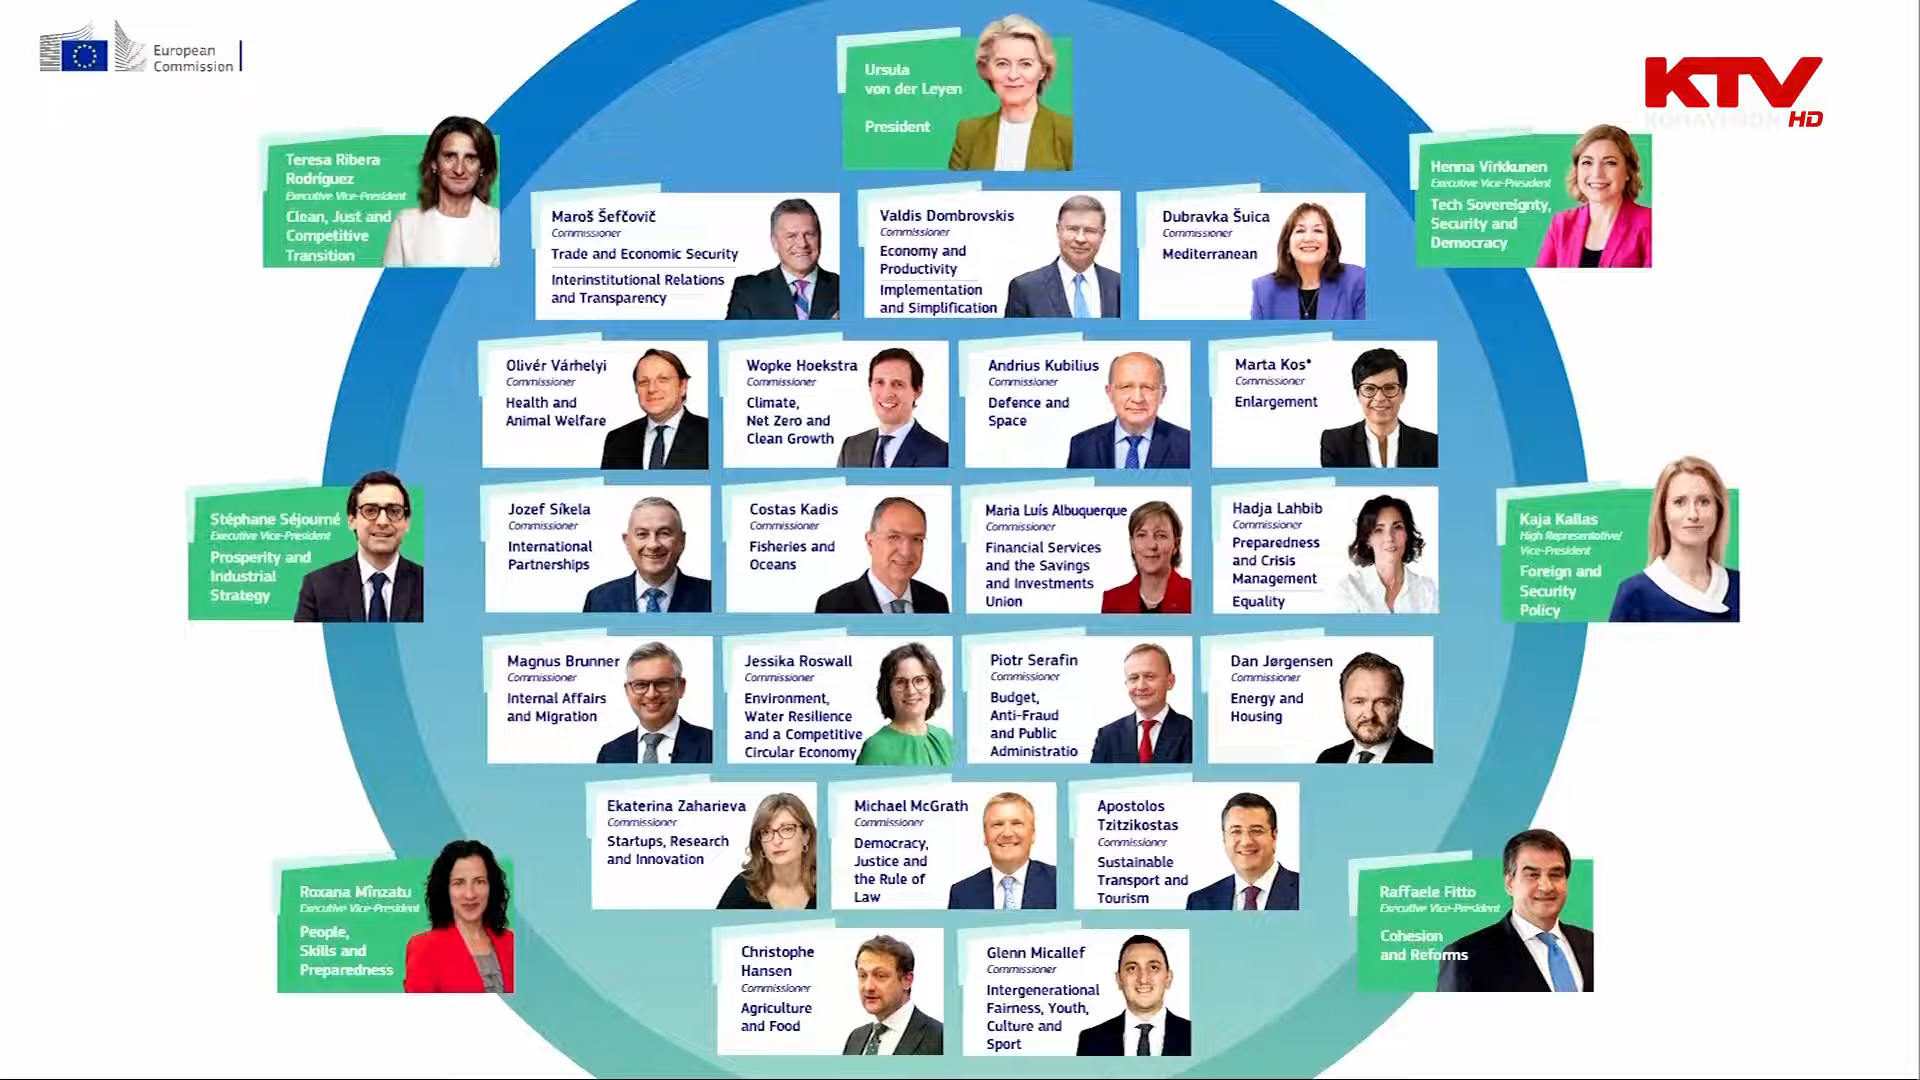 European
Commission
KTV
KOHAVISION HD
Ursula
von der Leyen
President
Teresa Ribera
Rodríguez
Executive Vice-President
Clean, Just and
Competitive
Transition
Henna Virkkunen
Executive Vice-President
Tech Sovereignty,
Security and
Democracy
Maroš Šefčovič
Commissioner
Trade and Economic Security
Interinstitutional Relations
and Transparency
Valdis Dombrovskis
Commissioner
Economy and
Productivity
Implementation
and Simplification
Dubravka Šuica
Commissioner
Mediterranean
Olivér Várhelyi
Commissioner
Health and
Animal Welfare
Wopke Hoekstra
Commissioner
Climate,
Net Zero and
Clean Growth
Andrius Kubilius
Commissioner
Defence and
Space
Marta Kos*
Commissioner
Enlargement
Stéphane Séjourné
Executive Vice-President
Prosperity and
Industrial
Strategy
Jozef Síkela
Commissioner
International
Partnerships
Costas Kadis
Commissioner
Fisheries and
Oceans
Maria Luís Albuquerque
Commissioner
Financial Services
and the Savings
and Investments
Union
Hadja Lahbib
Commissioner
Preparedness
and Crisis
Management
Equality
Kaja Kallas
High Representative/
Vice-President
Foreign and
Security
Policy
Magnus Brunner
Commissioner
Internal Affairs
and Migration
Jessika Roswall
Commissioner
Environment,
Water Resilience
and a Competitive
Circular Economy
Piotr Serafin
Commissioner
Budget,
Anti-Fraud
and Public
Administratio
Dan Jørgensen
Commissioner
Energy and
Housing
Ekaterina Zaharieva
Commissioner
Startups, Research
and Innovation
Michael McGrath
Commissioner
Democracy,
Justice and
the Rule of
Law
Apostolos
Tzitzikostas
Commissioner
Sustainable
Transport and
Tourism
Roxana Mînzatu
Executive Vice-President
People,
Skills and
Preparedness
Raffaele Fitto
Executive Vice-President
Cohesion
and Reforms
Christophe
Hansen
Commissioner
Agriculture
and Food
Glenn Micallef
Commissioner
Intergenerational
Fairness, Youth,
Culture and
Sport